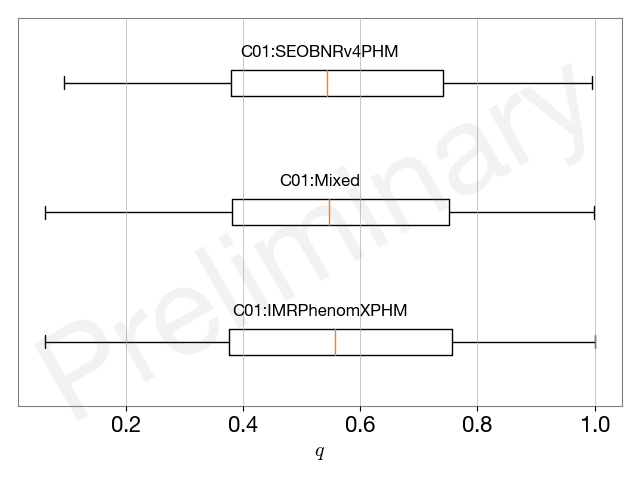 C01:SEOBNRv4PHM
C01:Mixed
C01:IMRPhenomXPHM
Preliminary
0.2 0.4 0.6 0.8 1.0
q